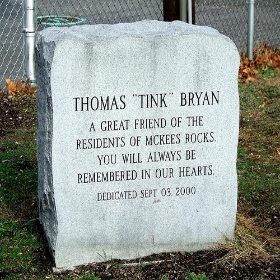 THOMAS "TINK" BRYAN
A GREAT FRIEND OF THE
RESIDENTS OF MCKEES ROCKS.
YOU WILL ALWAYS BE
REMEMBERED IN OUR HEARTS.
DEDICATED SEPT 03, 2000